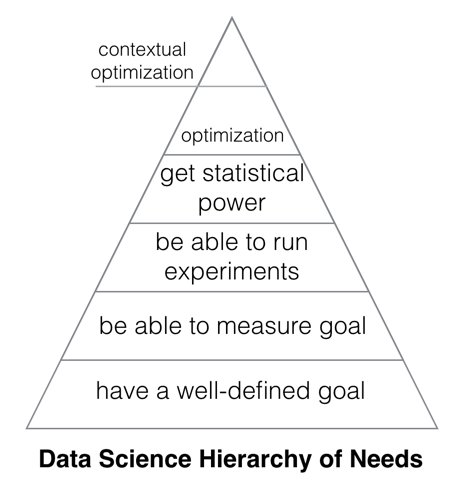 contextual
optimization
optimization
get statistical
power
be able to run
experiments
be able to measure goal
have a well-defined goal
Data Science Hierarchy of Needs